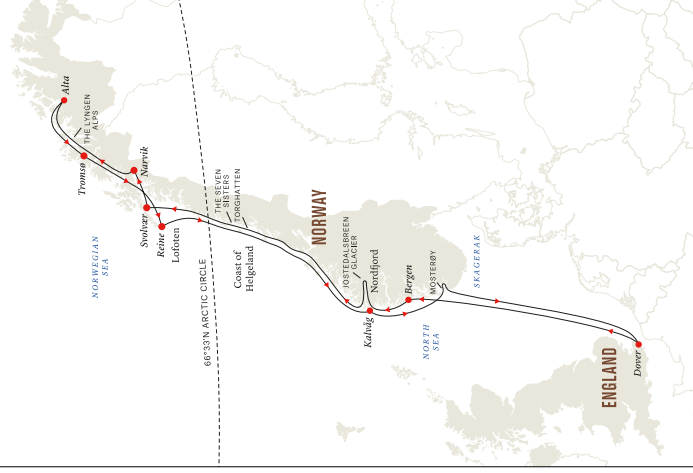 Alta
THE LYNGEN
ALPS
Tromsø
Narvik
Svolvær
Reine
Lofoten
NORWEGIAN
SEA
THE SEVEN
SISTERS
TORGHATTEN
Coast of
Helgeland
66°33'N ARCTIC CIRCLE
NORWAY
JOSTEDALSBREEN
GLACIER
Nordfjord
Kalvåg
Bergen
MOSTERØY
NORTH
SEA
SKAGERAK
ENGLAND
Dover